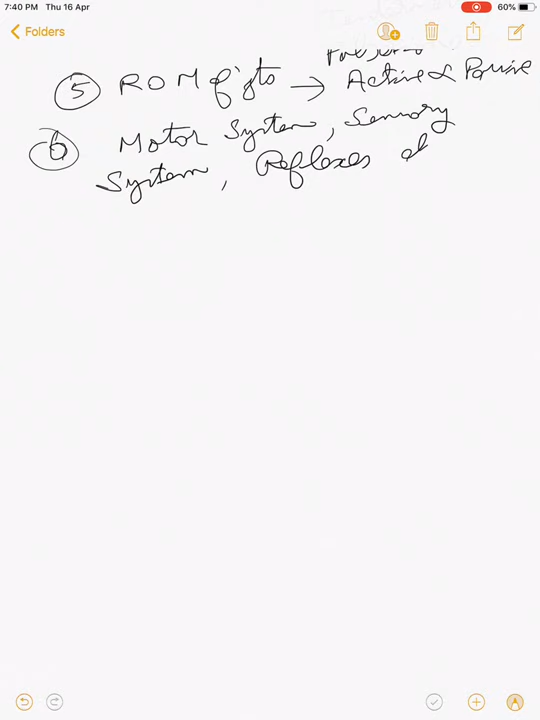 7:40 PM Thu 16 Apr
60%
Folders
5 ROM of jts → Active & Passive
6 Motor System, Sensory
System, Reflexes